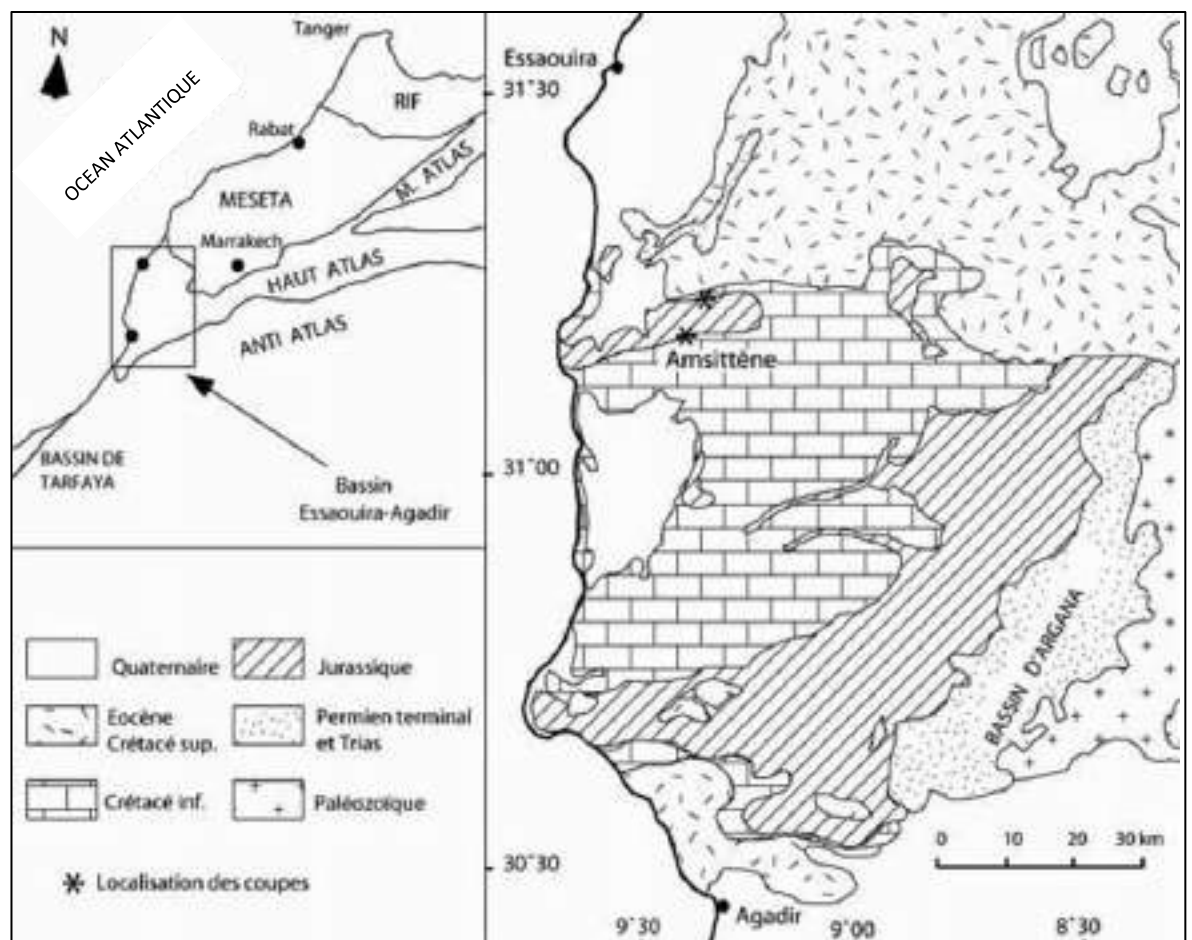 N
OCEAN ATLANTIQUE
Tanger
RIF
Rabat
M. ATLAS
MESETA
Marrakech
HAUT ATLAS
ANTI ATLAS
BASSIN DE
TARFAYA
Bassin
Essaouira-Agadir
Quaternaire
Jurassique
Eocène
Crétacé sup.
Permien terminal
et Trias
Crétacé inf.
Paléozoïque
Localisation des coupes
Essaouira
31°30
Amsittène
31°00
BASSIN D'ARGANA
0 10 20 30 km
30°30
Agadir
9°30
9°00
8°30